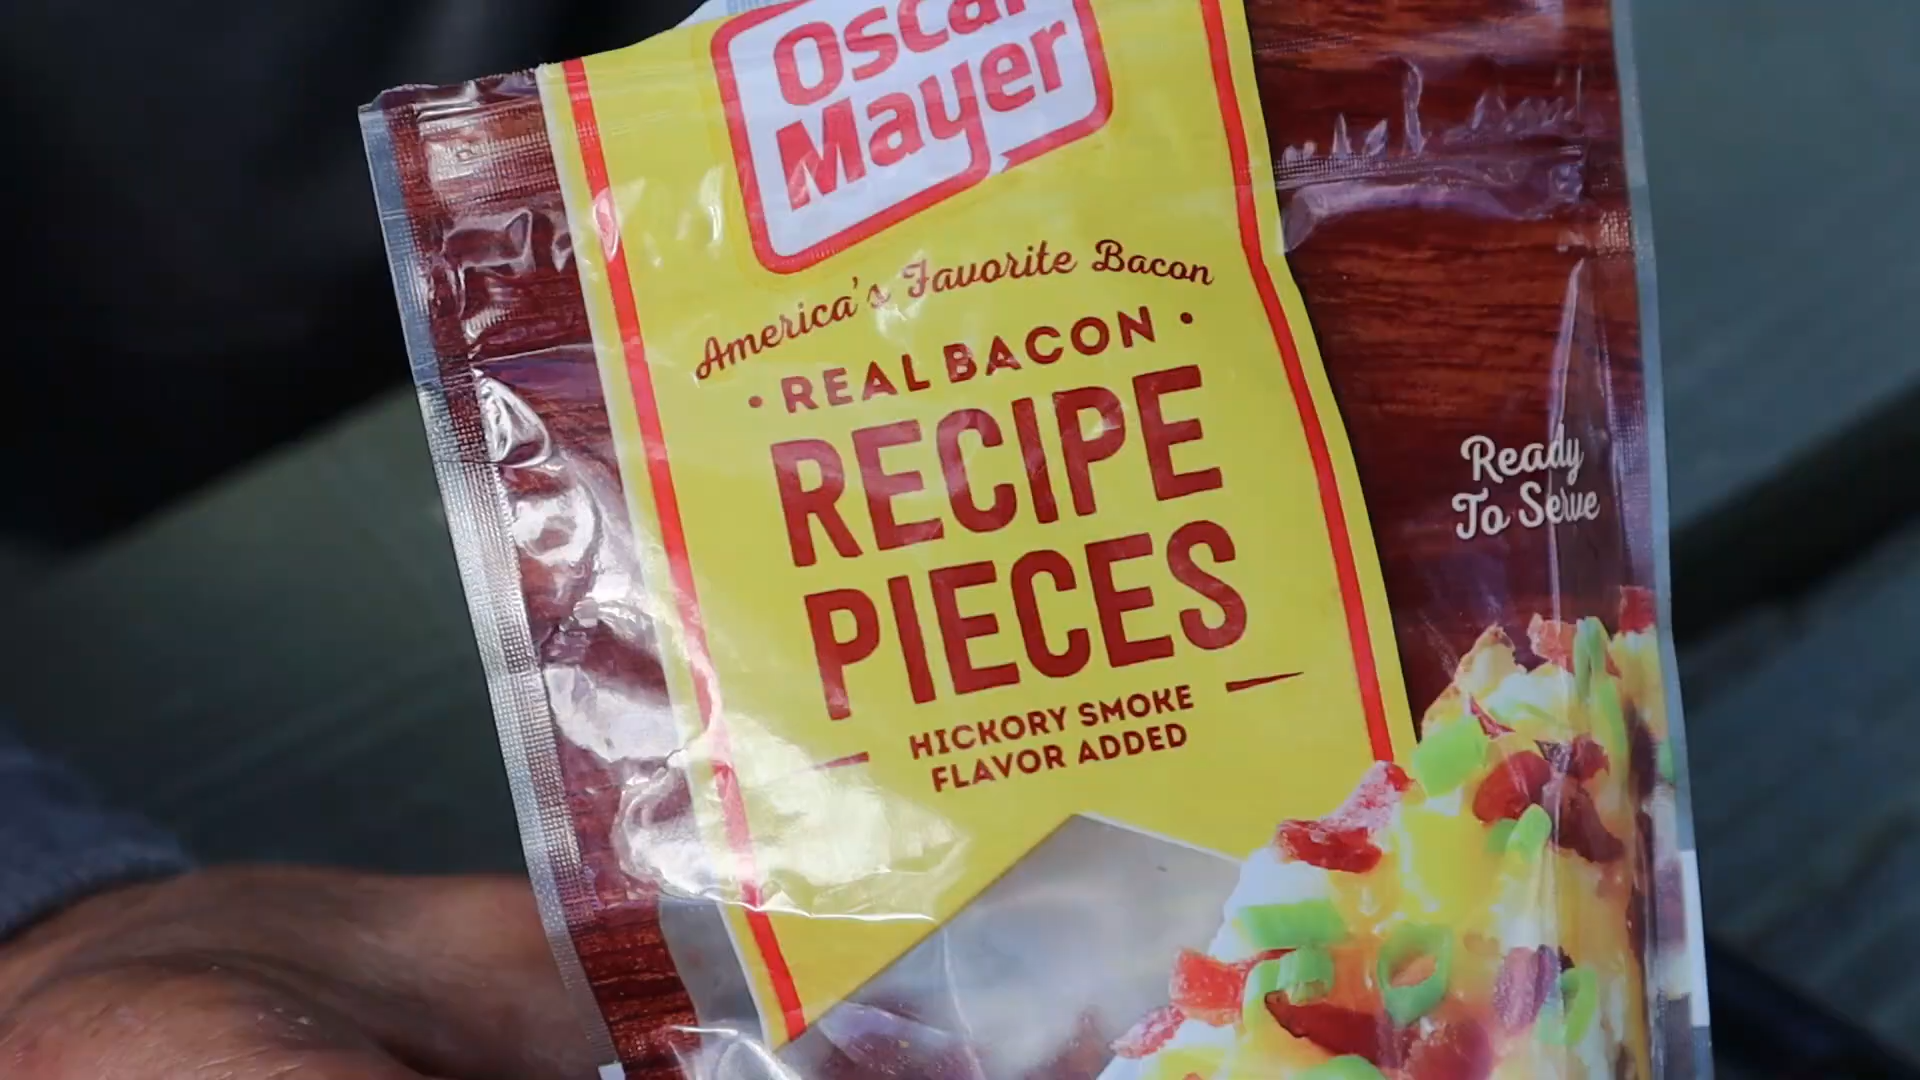 Oscar
Mayer
America's Favorite Bacon
• REAL BACON •
RECIPE
PIECES
HICKORY SMOKE
FLAVOR ADDED
Ready
To Serve